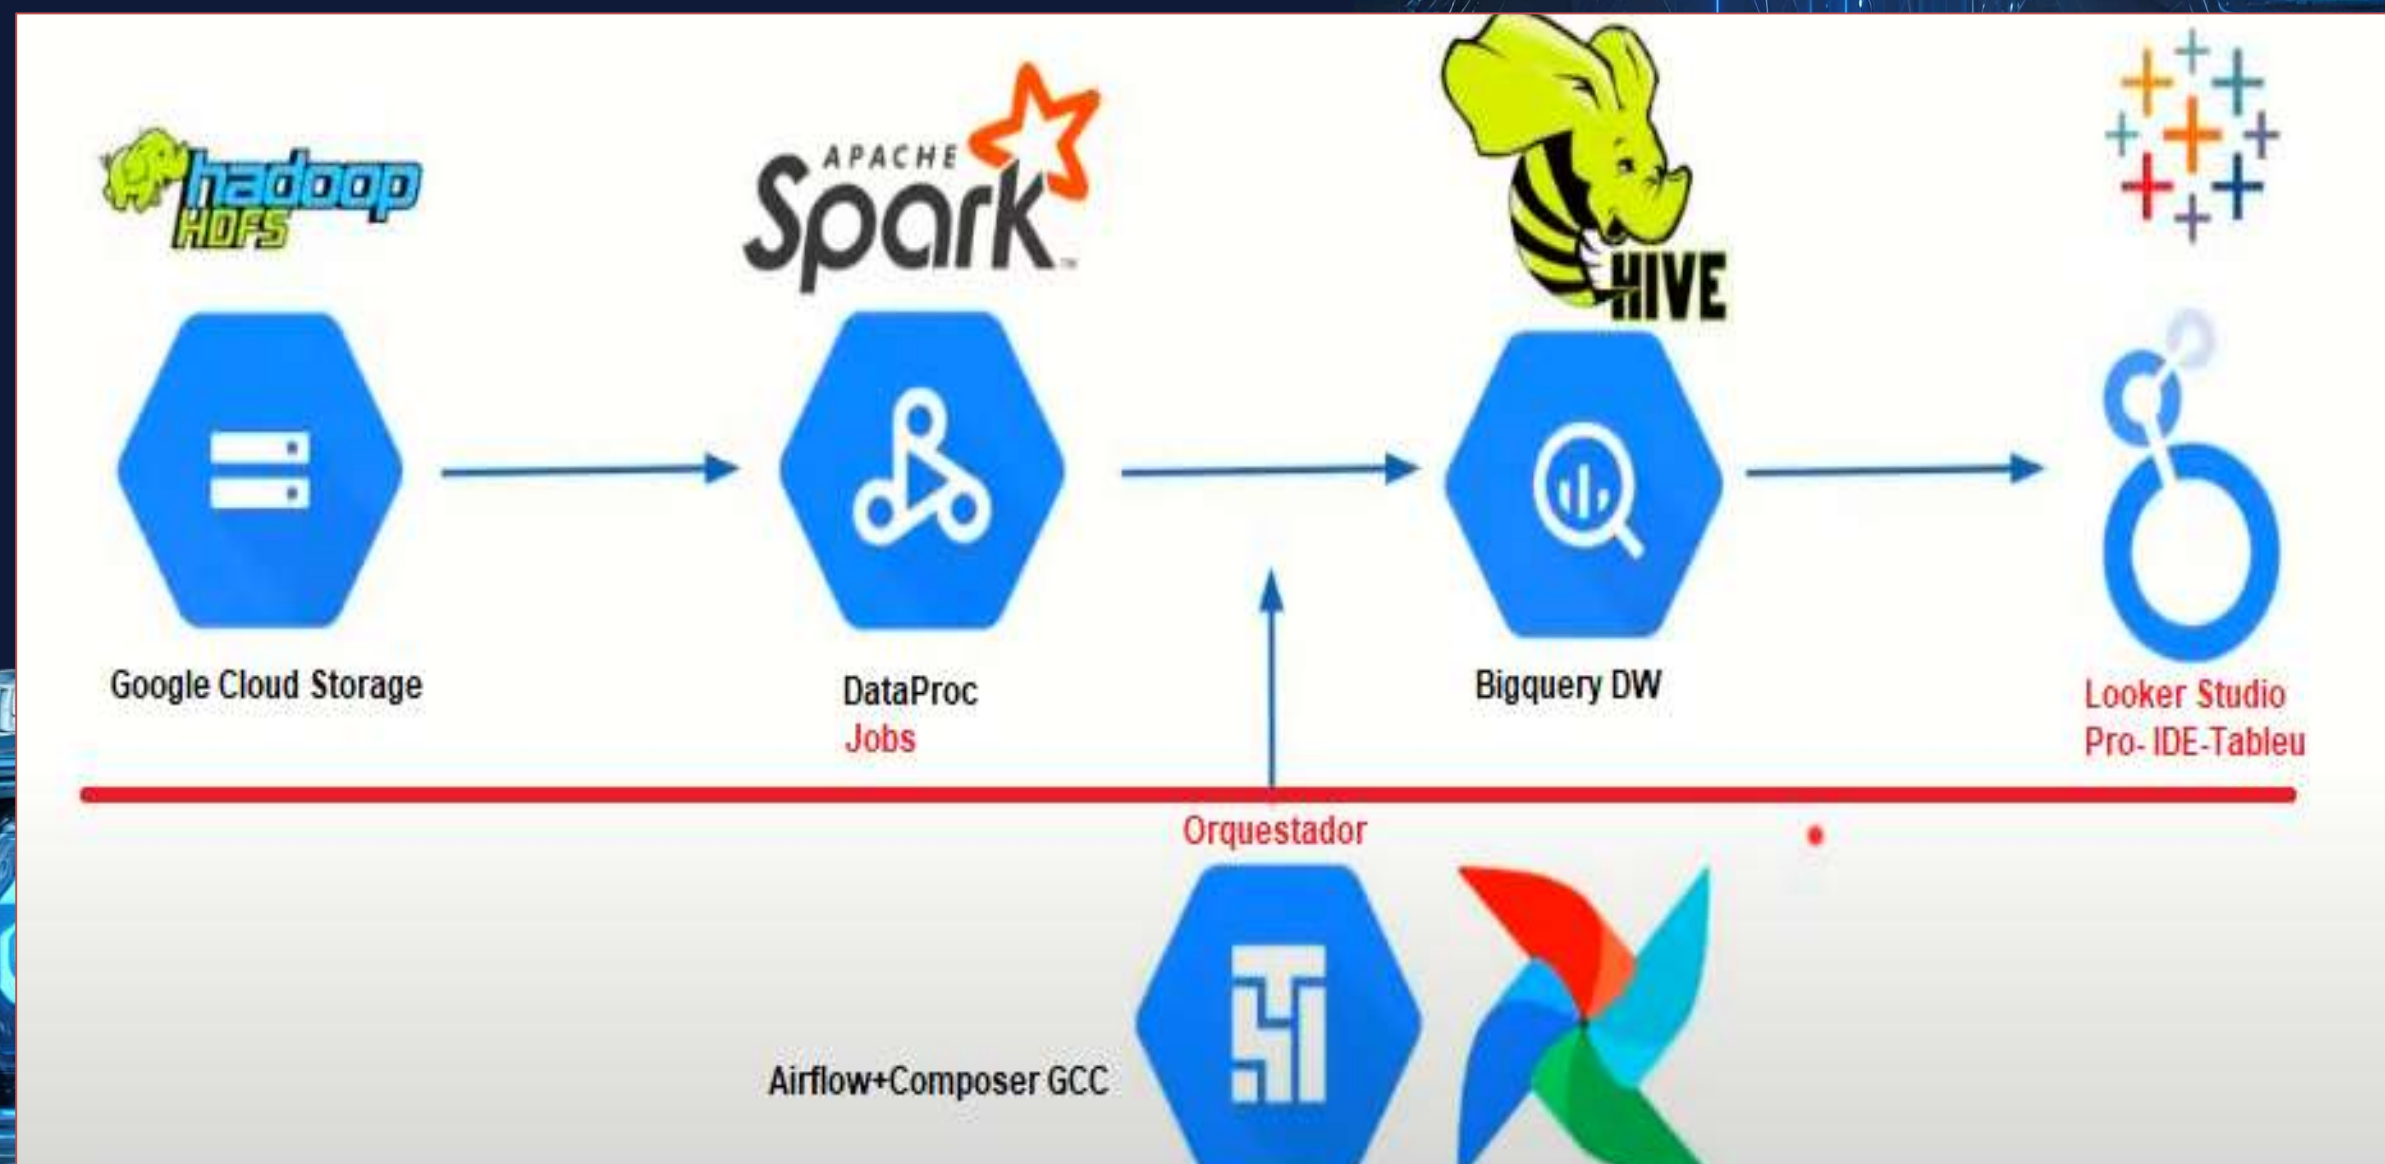 hadoop
HDFS
APACHE
Spark
TM
HIVE
Google Cloud Storage
DataProc
Jobs
Bigquery DW
Looker Studio
Pro- IDE-Tableu
Orquestador
Airflow+Composer GCC